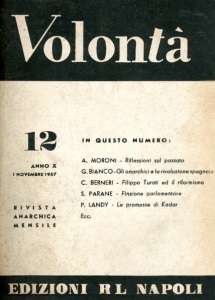 Volontà
12
ANNO X
1 NOVEMBRE 1957
RIVISTA
ANARCHICA
MENSILE
IN QUESTO NUMERO:
A. MORONI - Riflessioni sul passato
G. BIANCO - Gli anarchici e la rivoluzione spagnola
C. BERNERI - Filippo Turati ed il riformismo
S. PARANE - Finzione parlamentare
P. LANDY - Le promesse di Kadar
Ecc.
EDIZIONI RL NAPOLI